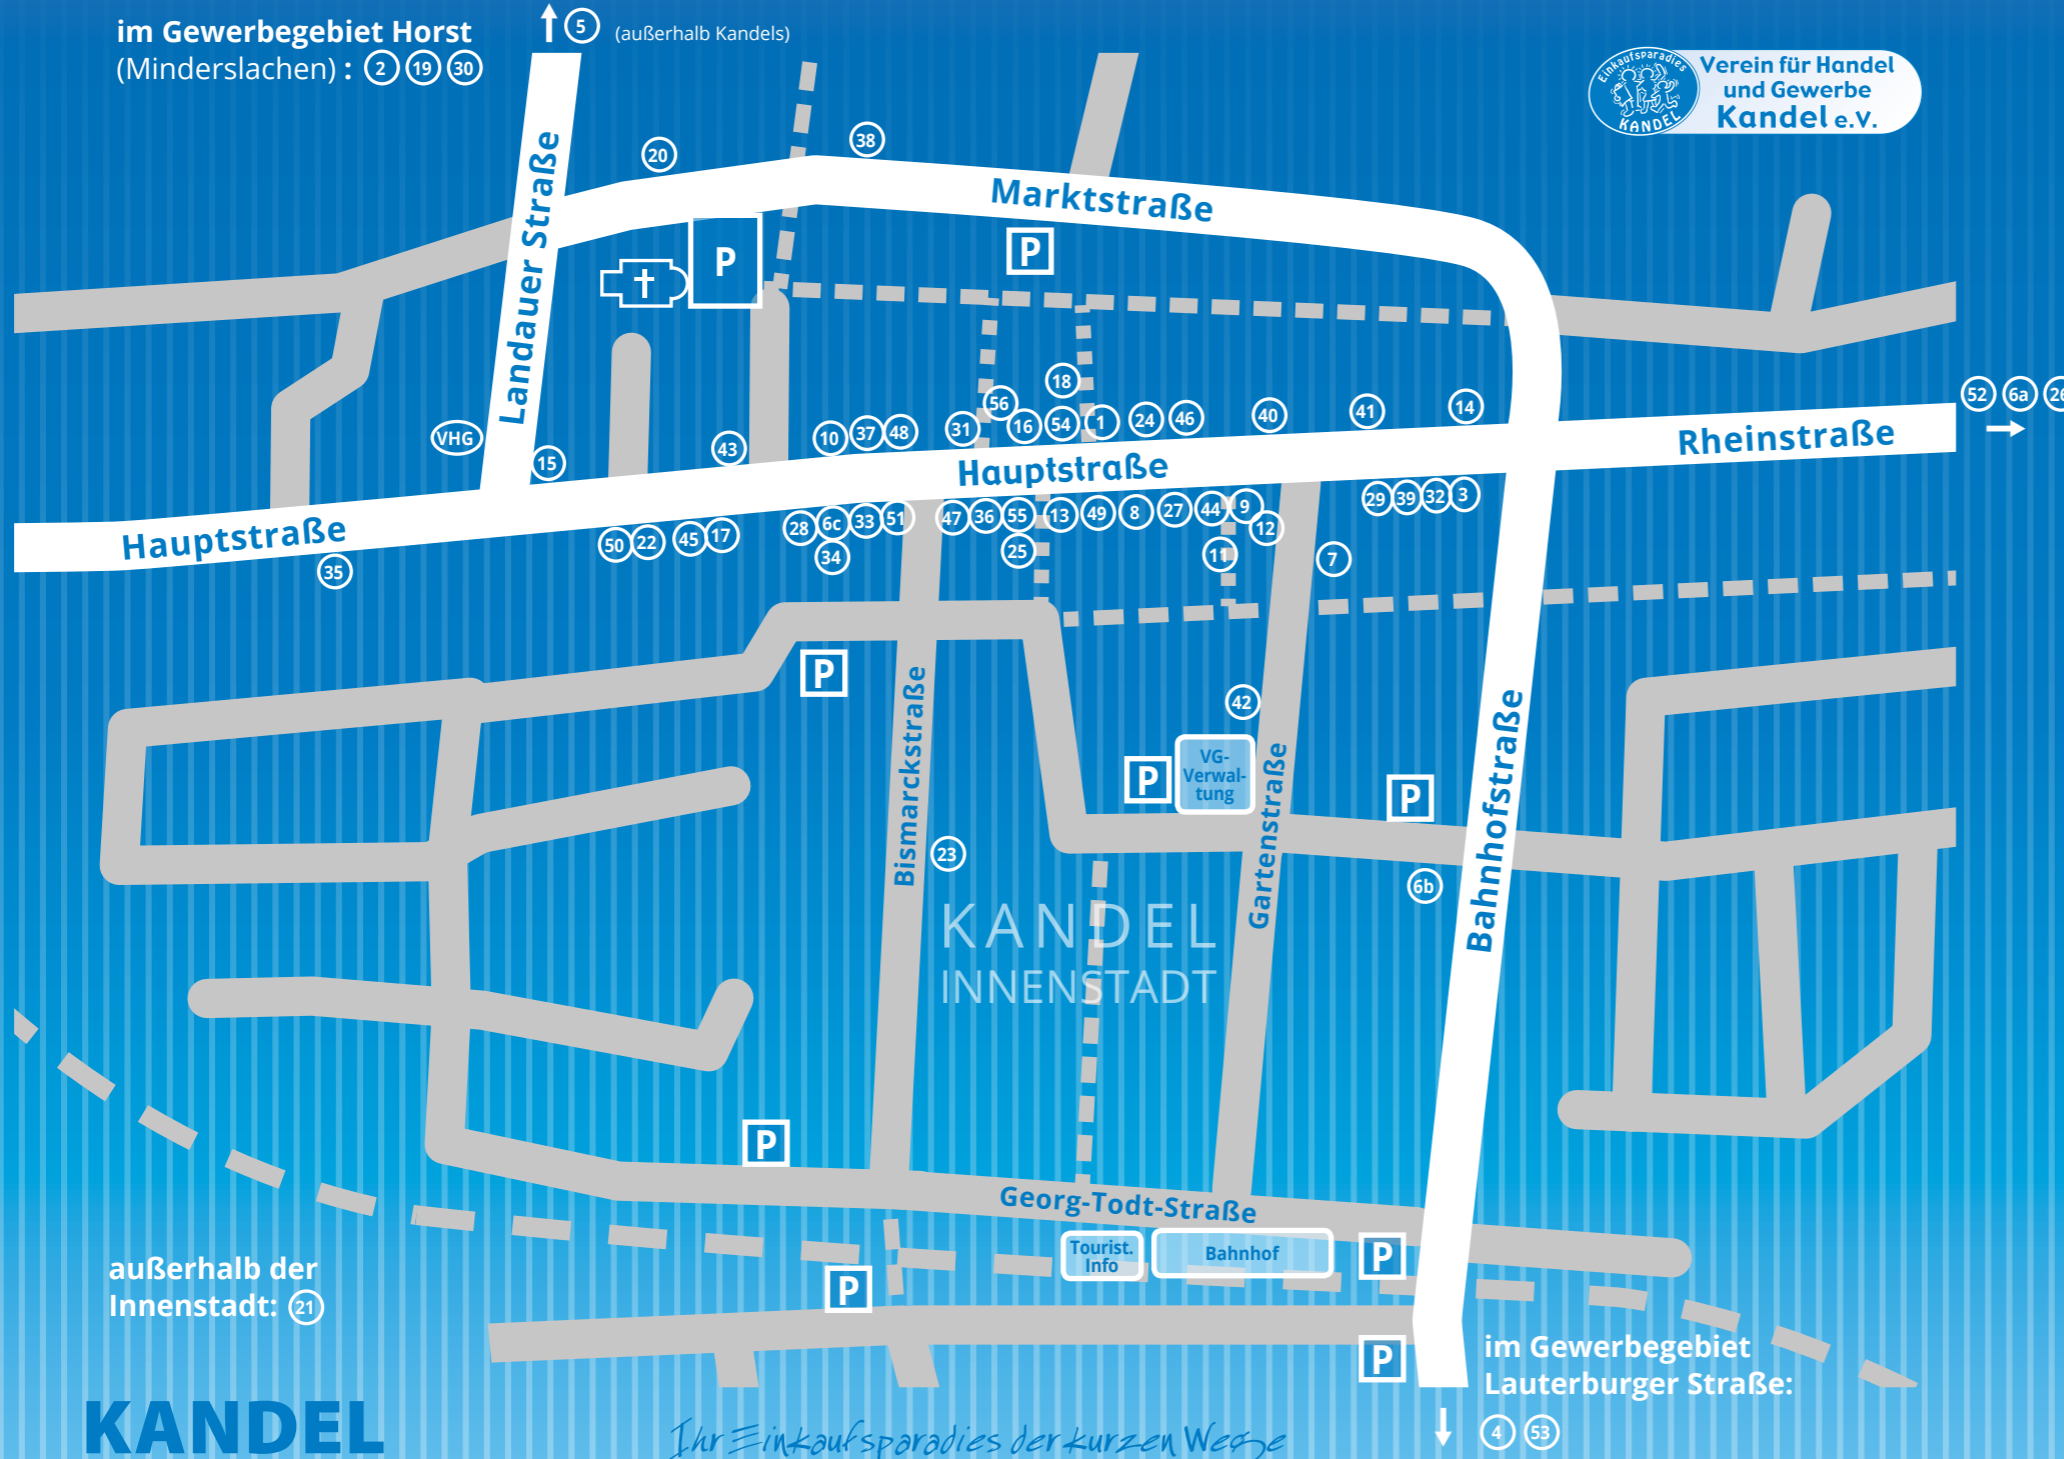 im Gewerbegebiet Horst
(Minderslachen) : 2 19 30
5 (außerhalb Kandels)
Einkaufsparadies
KANDEL
Verein für Handel
und Gewerbe
Kandel e.V.
20
38
Marktstraße
Landauer Straße
P
P
52 6a 26
18
56
VHG
15
43
10 37 48
31
16 54 1 24 46
40
41
14
Rheinstraße
Hauptstraße
Hauptstraße
35
50 22 45 17
28 6c 33 51
34
47 36 55 13 49 8 27 44 9
12
25
11
7
29 39 32 3
P
Bismarckstraße
42
P
VG-
Verwal-
tung
Gartenstraße
P
Bahnhofstraße
23
6b
KANDEL
INNENSTADT
P
Georg-Todt-Straße
Tourist.
Info
Bahnhof
P
P
P
außerhalb der
Innenstadt: 21
im Gewerbegebiet
Lauterburger Straße:
4 53
KANDEL
Ihr Einkaufsparadies der kurzen Wege